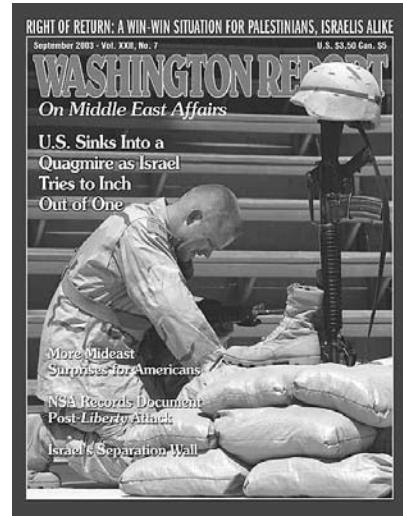 RIGHT OF RETURN: A WIN-WIN SITUATION FOR PALESTINIANS, ISRAELIS ALIKE
September 2003 - Vol. XXII, No. 7 U.S. $3.50 Can. $5
WASHINGTON REPORT
On Middle East Affairs
U.S. Sinks Into a
Quagmire as Israel
Tries to Inch
Out of One
More Mideast
Surprises for Americans
NSA Records Document
Post-Liberty Attack
Israel's Separation Wall